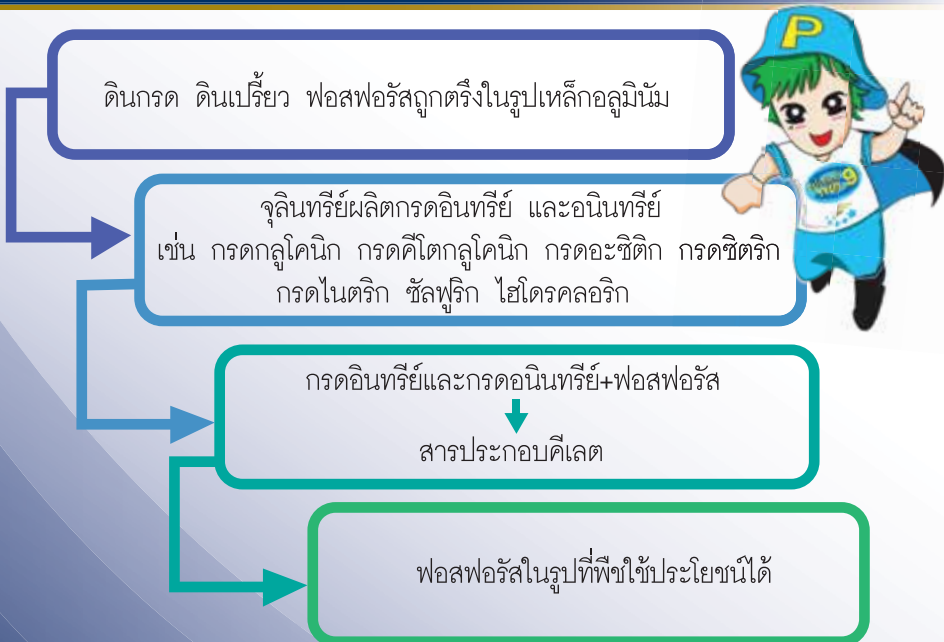 P
ดินกรด ดินเปรี้ยว ฟอสฟอรัสถูกตรึงในรูปเหล็กอลูมินัม
จุลินทรีย์ผลิตกรดอินทรีย์ และอนินทรีย์
เช่น กรดกลูโคนิก กรดคีโตกลูโคนิก กรดอะซิติก กรดซิตริก
กรดไนตริก ซัลฟูริก ไฮโดรคลอริก
กรดอินทรีย์และกรดอนินทรีย์+ฟอสฟอรัส
สารประกอบคีเลต
ฟอสฟอรัสในรูปที่พืชใช้ประโยชน์ได้